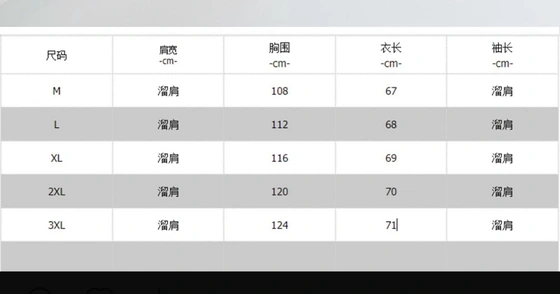 尺码 肩宽 -cm- 胸围 -cm- 衣长 -cm- 袖长 -cm-
M 溜肩 108 67 溜肩
L 溜肩 112 68 溜肩
XL 溜肩 116 69 溜肩
2XL 溜肩 120 70 溜肩
3XL 溜肩 124 71 溜肩